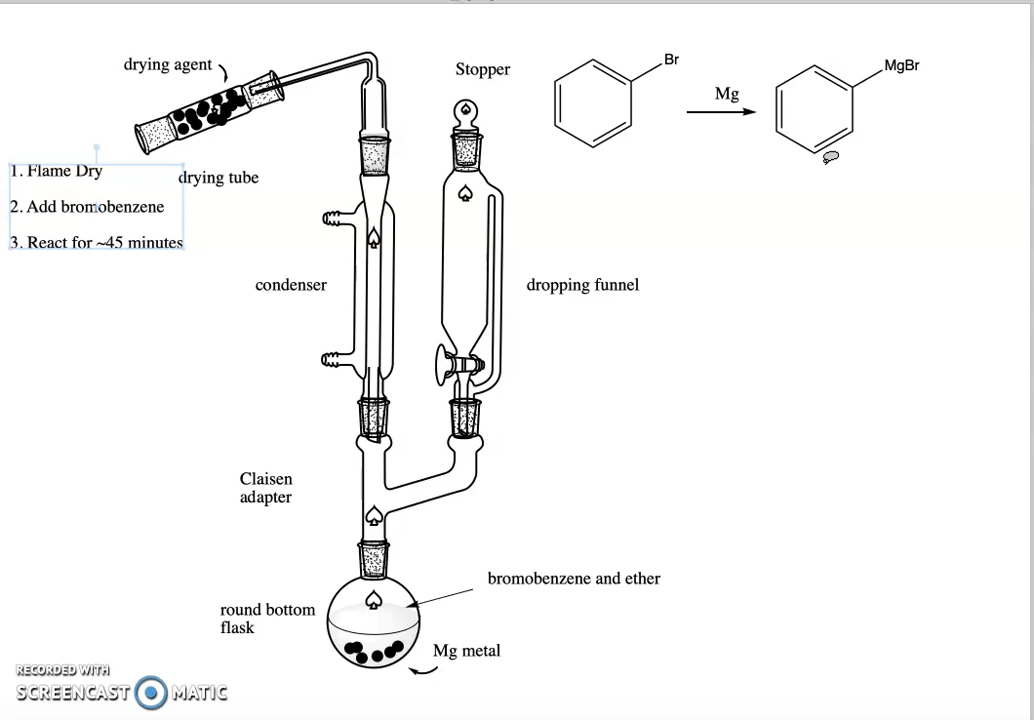 drying agent
Stopper
Br
Mg
MgBr
1. Flame Dry
2. Add bromobenzene
3. React for ~45 minutes
drying tube
condenser
dropping funnel
Claisen
adapter
bromobenzene and ether
round bottom
flask
Mg metal
RECORDED WITH
SCREENCAST MATIC